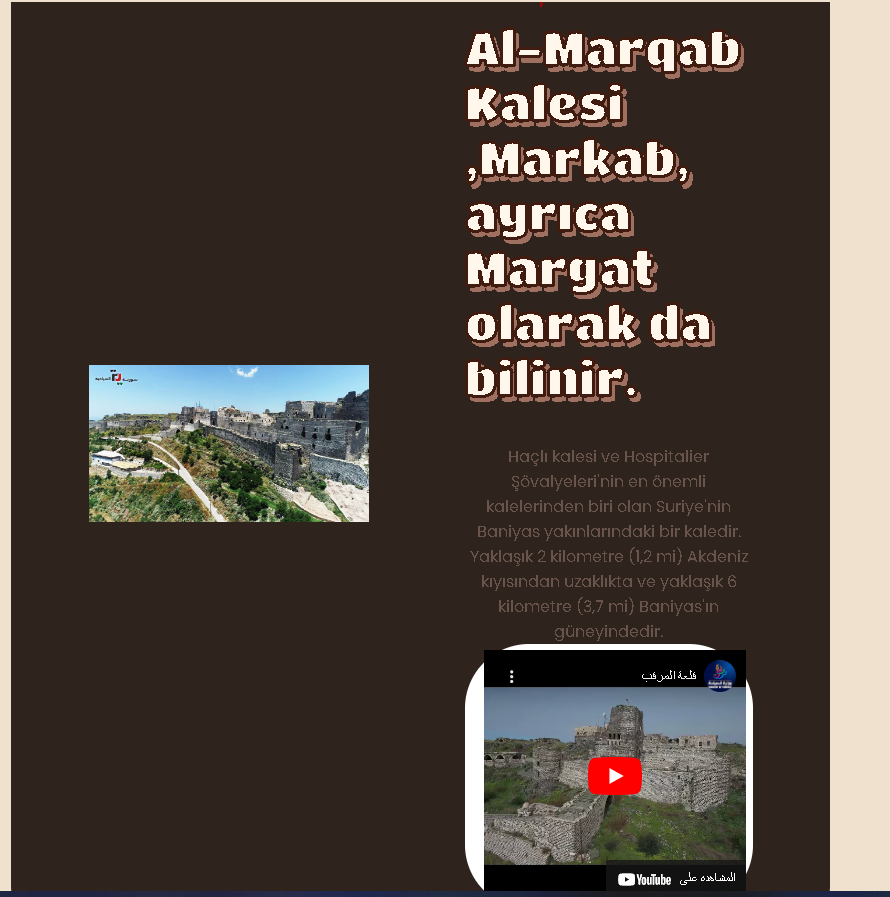 Al-Marqab
Kalesi
,Markab,
ayrıca
Margat
olarak da
bilinir.
Haçlı kalesi ve Hospitalier
Şövalyeleri'nin en önemli
kalelerinden biri olan Suriye'nin
Baniyas yakınlarındaki bir kaledir.
Yaklaşık 2 kilometre (1,2 mi) Akdeniz
kıyısından uzaklıkta ve yaklaşık 6
kilometre (3,7 mi) Baniyas'ın
güneyindedir.
قلعة المرقب
المشاهدة على YouTube